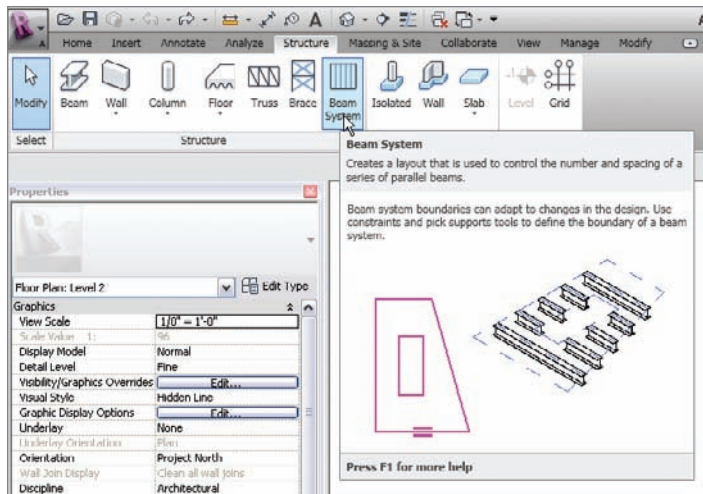 Home Insert Annotate Analyze Structure Massing & Site Collaborate View Manage Modify
Modify Beam Wall Column Floor Truss Brace Beam System Isolated Wall Slab Level Grid
Select Structure
Beam System
Creates a layout that is used to control the number and spacing of a
series of parallel beams.
Beam system boundaries can adapt to changes in the design. Use
constraints and pick supports tools to define the boundary of a beam
system.
Press F1 for more help
Properties
Floor Plan: Level 2 Edit Type
Graphics
View Scale 1/8" = 1'-0"
Scale Value 1: 96
Display Model Normal
Detail Level Fine
Visibility/Graphics Overrides Edit...
Visual Style Hidden Line
Graphic Display Options Edit...
Underlay None
Underlay Orientation Plan
Orientation Project North
Wall Join Display Clean all wall joins
Discipline Architectural